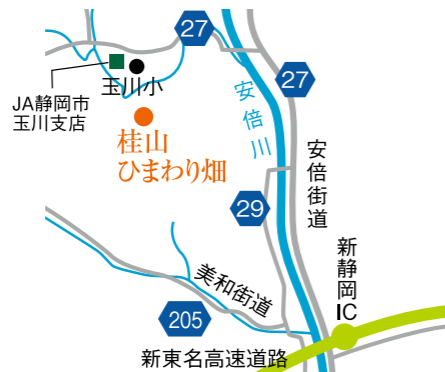 27
玉川小
JA静岡市
玉川支店
桂山
ひまわり畑
安倍川
27
安倍街道
29
新静岡IC
美和街道
205
新東名高速道路